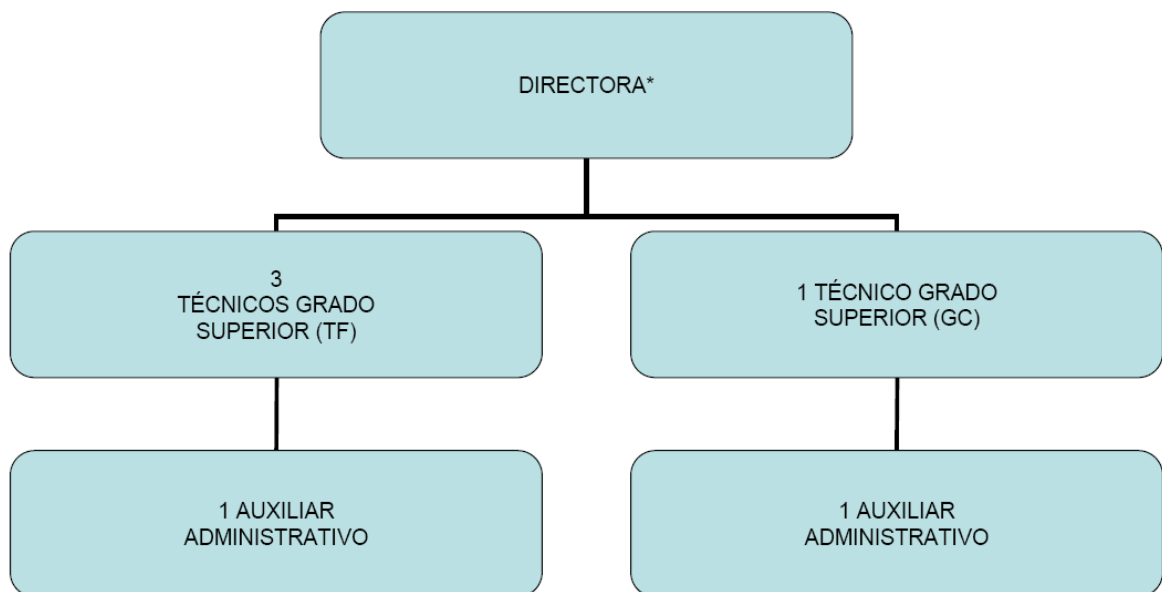 DIRECTORA*
3
TÉCNICOS GRADO
SUPERIOR (TF)
1 TÉCNICO GRADO
SUPERIOR (GC)
1 AUXILIAR
ADMINISTRATIVO
1 AUXILIAR
ADMINISTRATIVO